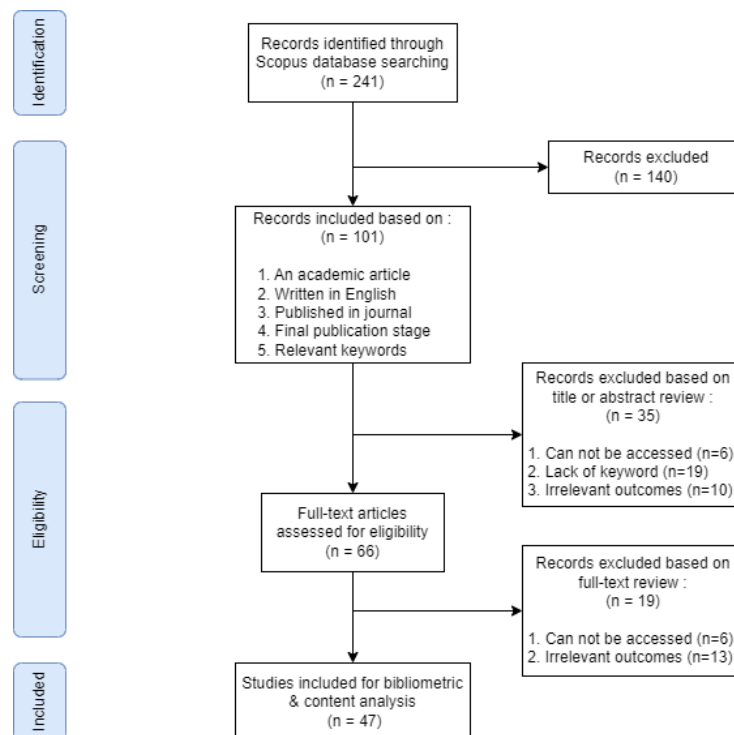 Identification
Records identified through
Scopus database searching
(n = 241)
Records excluded
(n = 140)
Screening
Records included based on :
(n = 101)
1. An academic article
2. Written in English
3. Published in journal
4. Final publication stage
5. Relevant keywords
Records excluded based on
title or abstract review :
(n = 35)
1. Can not be accessed (n=6)
2. Lack of keyword (n=19)
3. Irrelevant outcomes (n=10)
Eligibility
Full-text articles
assessed for eligibility
(n = 66)
Records excluded based on
full-text review :
(n = 19)
1. Can not be accessed (n=6)
2. Irrelevant outcomes (n=13)
Included
Studies included for bibliometric
& content analysis
(n = 47)